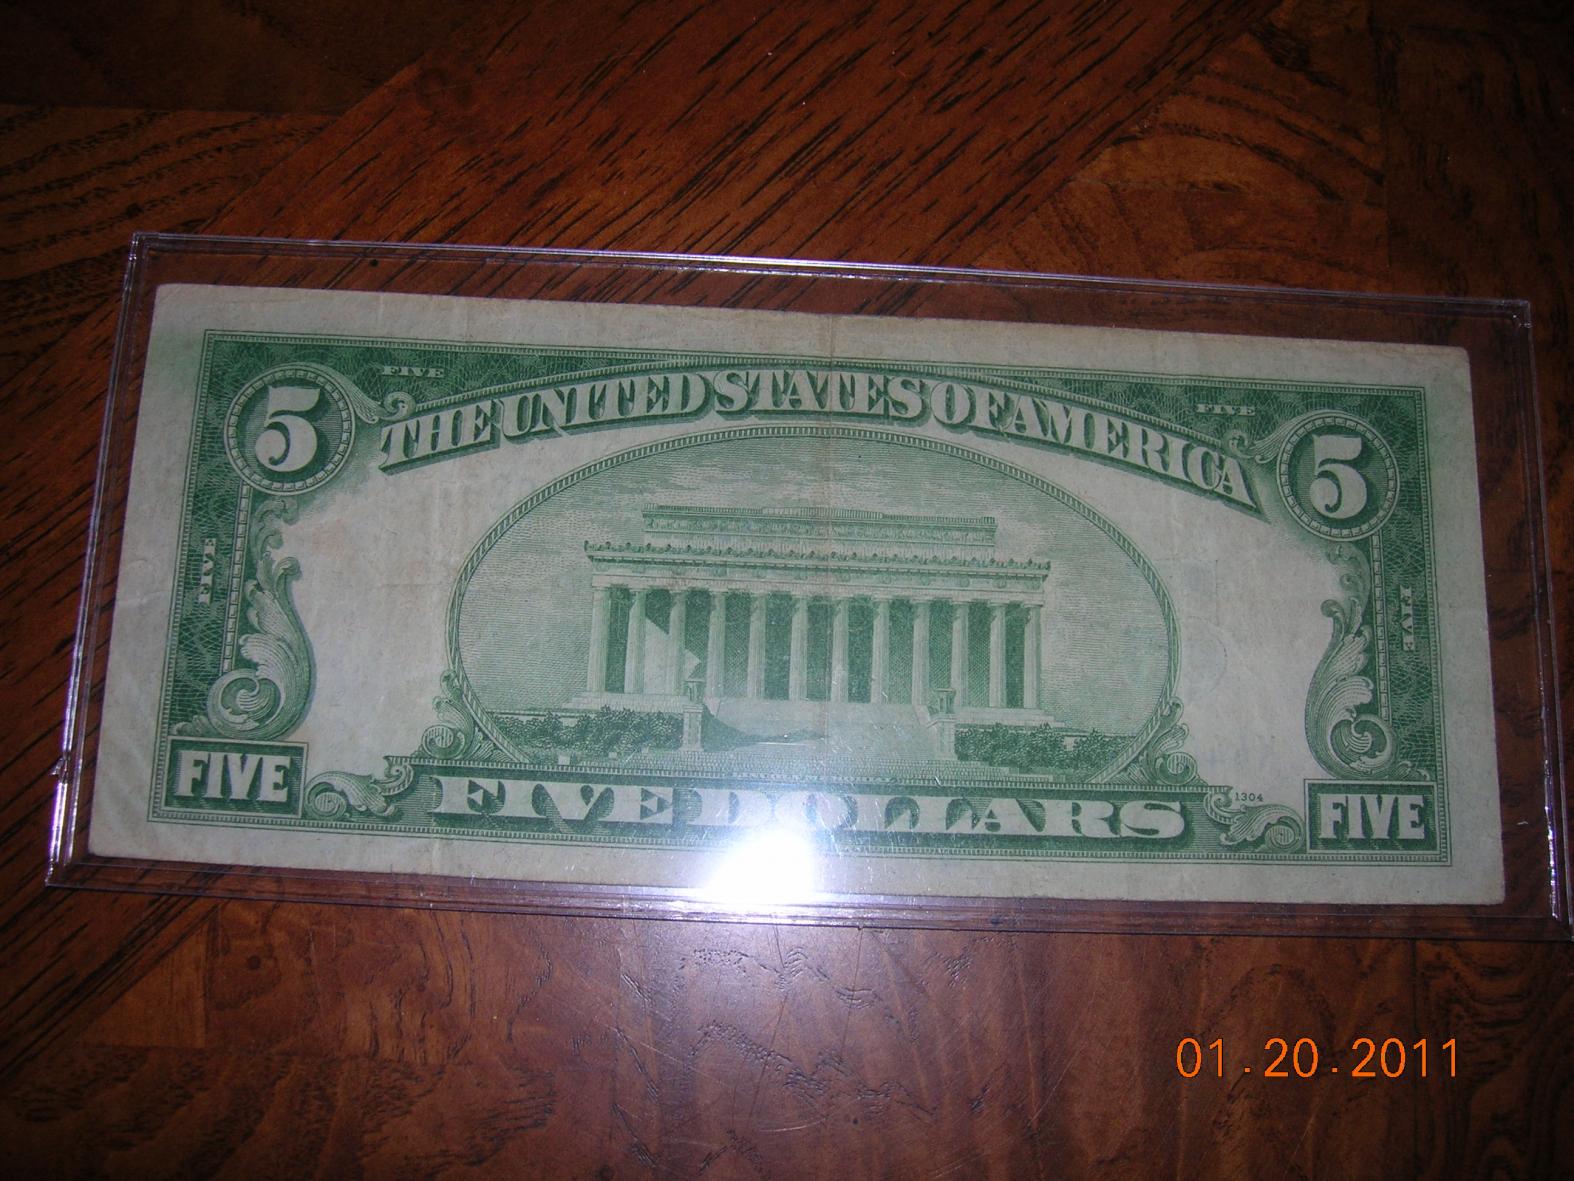 FIVE
5
THE UNITED STATES OF AMERICA
FIVE
5
FIVE
FIVE
FIVE
FIVE DOLLARS
1304
FIVE
01.20.2011